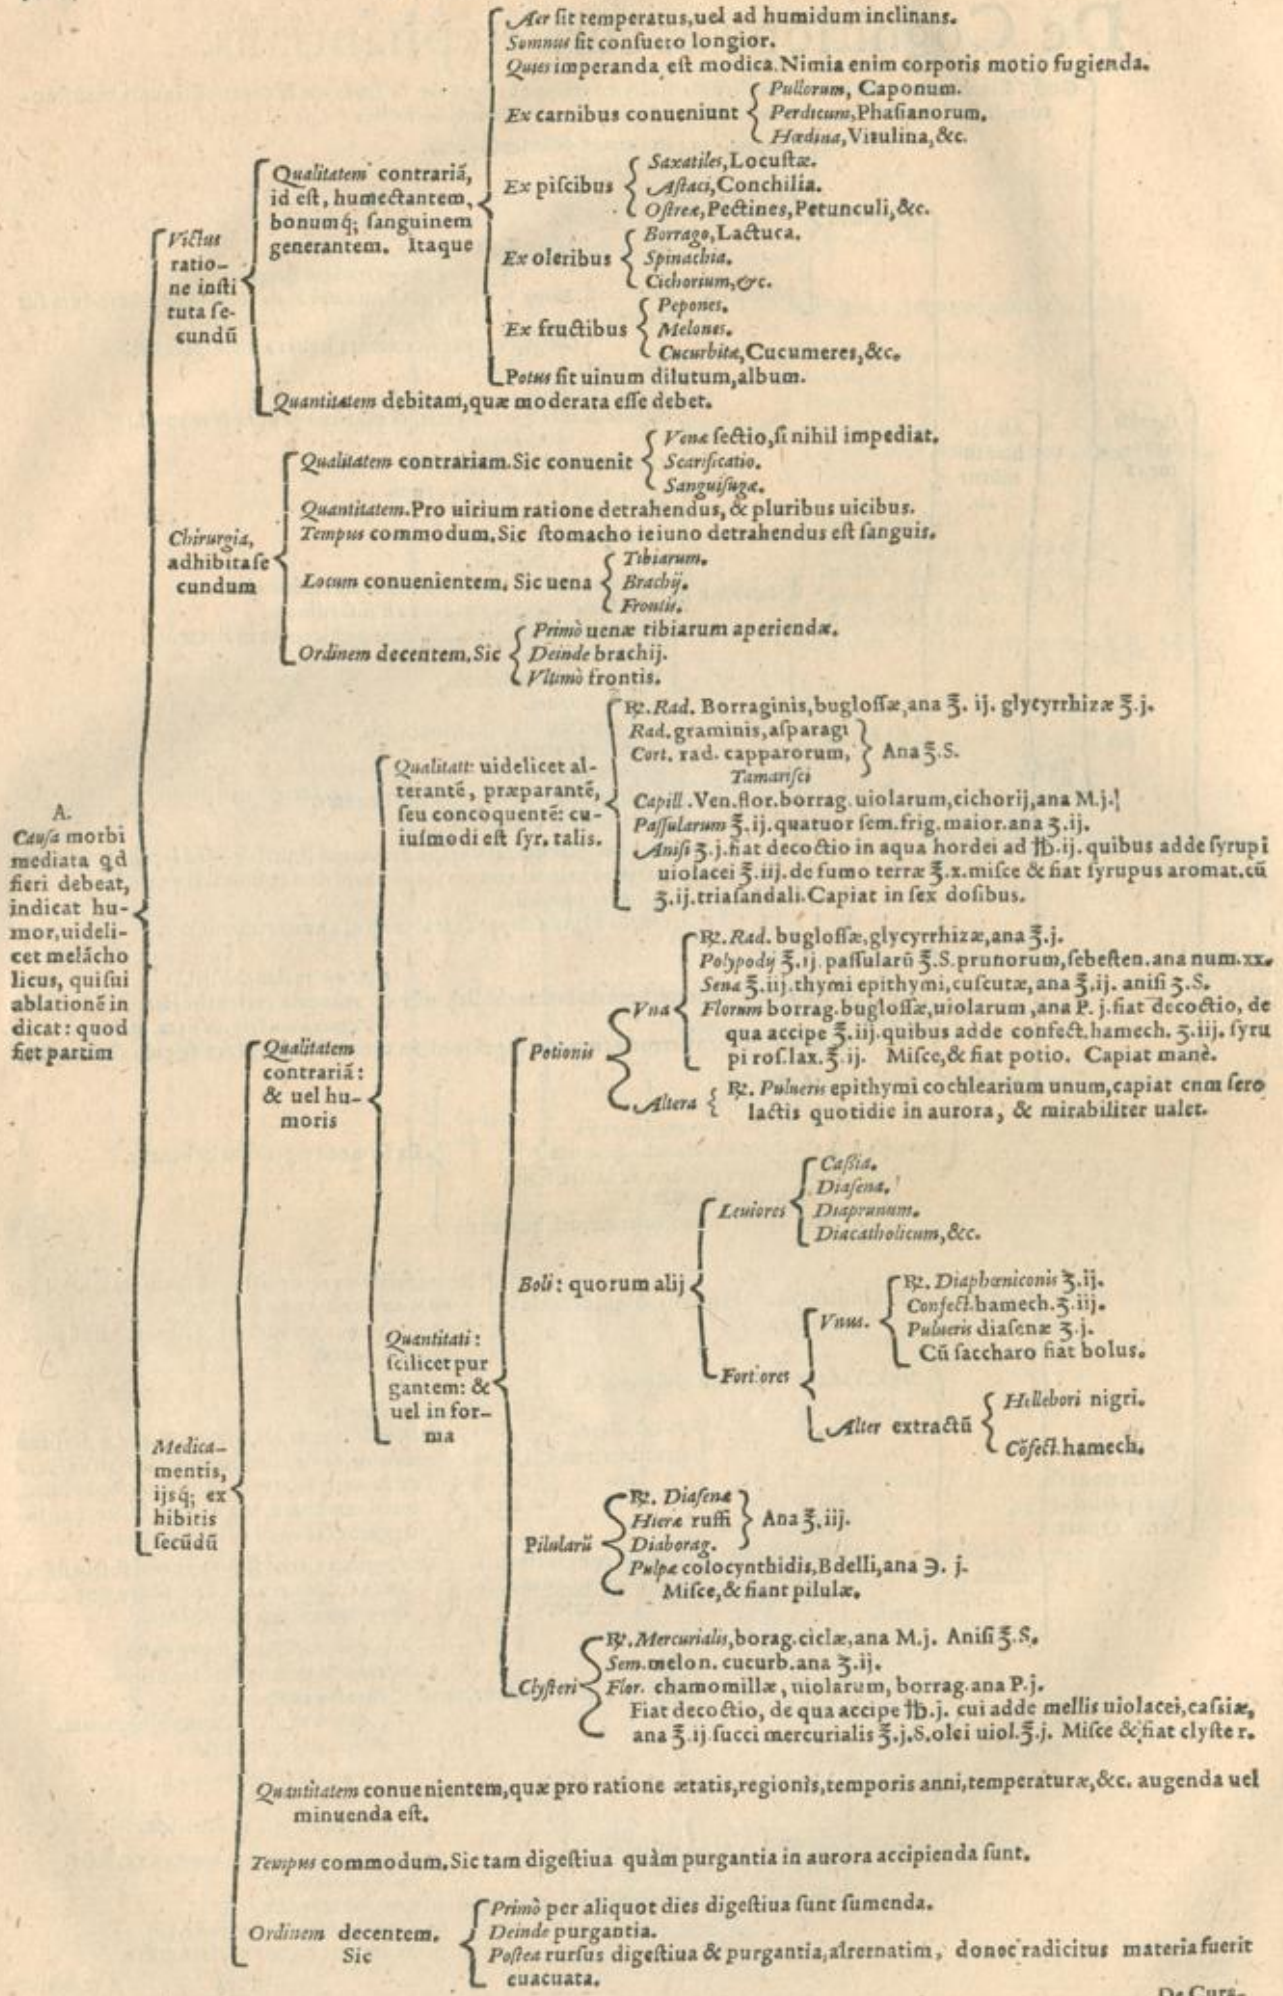 Aer ſit temperatus,uel ad humidum inclinans.
Somnus ſit conſueto longior.
Quies imperanda eſt modica.Nimia enim corporis motio fugienda.
Ex carnibus conueniunt
Pullorum, Caponum.
Perdicum,Phaſianorum.
Hœdina,Vitulina,&c.
Qualitatem contrariã,
id eſt, humectantem,
bonumq́; ſanguinem
generantem. Itaque
Ex piſcibus
Saxatiles,Locuſtæ.
Aſtaci,Conchilia.
Oſtreæ,Pectines,Petunculi,&c.
Victus
ratio-
ne inſti
tuta ſe-
cundũ
Ex oleribus
Borrago,Lactuca.
Spinachia.
Cichorium,&c.
Ex fructibus
Pepones.
Melones.
Cucurbitæ,Cucumeres,&c.
Potus ſit uinum dilutum,album.
Quantitatem debitam,quæ moderata eſſe debet.
Qualitatem contrariam.Sic conuenit
Venæ ſectio,ſi nihil impediat.
Scarificatio.
Sanguiſugæ.
Quantitatem.Pro uirium ratione detrahendus, & pluribus uicibus.
Tempus commodum.Sic ſtomacho ieiuno detrahendus eſt ſanguis.
Chirurgia,
adhibitaſe
cundum
Locum conuenientem. Sic uena
Tibiarum.
Brachij.
Frontis.
Ordinem decentem.Sic
Primò uenæ tibiarum aperiendæ.
Deinde brachij.
Vltimò frontis.
A.
Cauſa morbi
mediata qd
fieri debeat,
indicat hu-
mor,uideli-
cet melácho
licus, qui ſui
ablationẽ in
dicat: quod
fiet partim
Qualitati: uidelicet al-
terantẽ, præparantẽ,
ſeu concoquentẽ: cu-
iuſmodi eſt ſyr. talis.
℞.Rad. Borraginis,bugloſſæ,ana ℥. ij. glycyrrhizæ ℥.j.
Rad.graminis,aſparagi
Cort. rad. capparorum,
Tamariſci
Ana ℥.S.
Capill.Ven.flor.borrag.uiolarum,cichorij,ana M.j.
Paſſularum ℥.ij.quatuor ſem.frig.maior.ana ʒ.ij.
Aniſi ʒ.j.fiat decoctio in aqua hordei ad ℔.ij. quibus adde ſyrupi
uiolacei ℥.iij.de fumo terræ ℥.x.miſce & fiat ſyrupus aromat.cũ
ʒ.ij.triaſandali.Capiat in ſex doſibus.
Medica-
mentis,
ijsq́; ex
hibitis
ſecũdũ
Qualitatem
contrariã:
& uel hu-
moris
Quantitati:
ſcilicet pur
gantem: &
uel in for-
ma
Potionis
Vna
℞.Rad. bugloſſæ,glycyrrhizæ,ana ℥.j.
Polypodij ℥.ij.paſſularũ ℥.S.prunorum,ſebeſten.ana num.xx.
Sena ℥.iij.thymi epithymi,cuſcutæ,ana ℥.ij. aniſi ʒ.S.
Florum borrag.bugloſſæ,uiolarum,ana P. j.fiat decoctio, de
qua accipe ℥.iij.quibus adde confect.hamech. ʒ.iij. ſyru
pi roſ.lax.℥.ij. Miſce,& fiat potio. Capiat manè.
Altera
℞. Pulueris epithymi cochlearium unum,capiat cnm ſero
lactis quotidie in aurora, & mirabiliter ualet.
Boli: quorum alij
Leuiores
Caſsia.
Diaſena.
Diaprunum.
Diacatholicum,&c.
Fortiores
Vnus.
℞. Diaphœniconis ʒ.ij.
Confect.hamech.ʒ.iij.
Pulueris diaſenæ ʒ.j.
Cũ ſaccharo fiat bolus.
Alter extractũ
Hellebori nigri.
Cõfect.hamech.
Pilularũ
℞. Diaſenæ
Hieræ ruffi
Diaborag.
Ana ℥.iij.
Pulpæ colocynthidis,Bdelli,ana ℈. j.
Miſce,& fiant pilulæ.
Clyſteri
℞.Mercurialis,borag.ciclæ,ana M.j. Aniſi ℥.S.
Sem.melon. cucurb.ana ʒ.ij.
Flor. chamomillæ,uiolarum, borrag.ana P.j.
Fiat decoctio, de qua accipe ℔.j. cui adde mellis uiolacei,caſsiæ,
ana ℥.ij.ſucci mercurialis ℥.j.S.olei uiol.℥.j. Miſce & fiat clyſter.
Quantitatem conuenientem,quæ pro ratione ætatis,regionis,temporis anni,temperaturæ,&c. augenda uel
minuenda eſt.
Tempus commodum.Sic tam digeſtiua quàm purgantia in aurora accipienda ſunt.
Ordinem decentem.
Sic
Primò per aliquot dies digeſtiua ſunt ſumenda.
Deinde purgantia.
Poſtea rurſus digeſtiua & purgantia,alternatim, donec radicitus materia fuerit
euacuata.
De Cura-